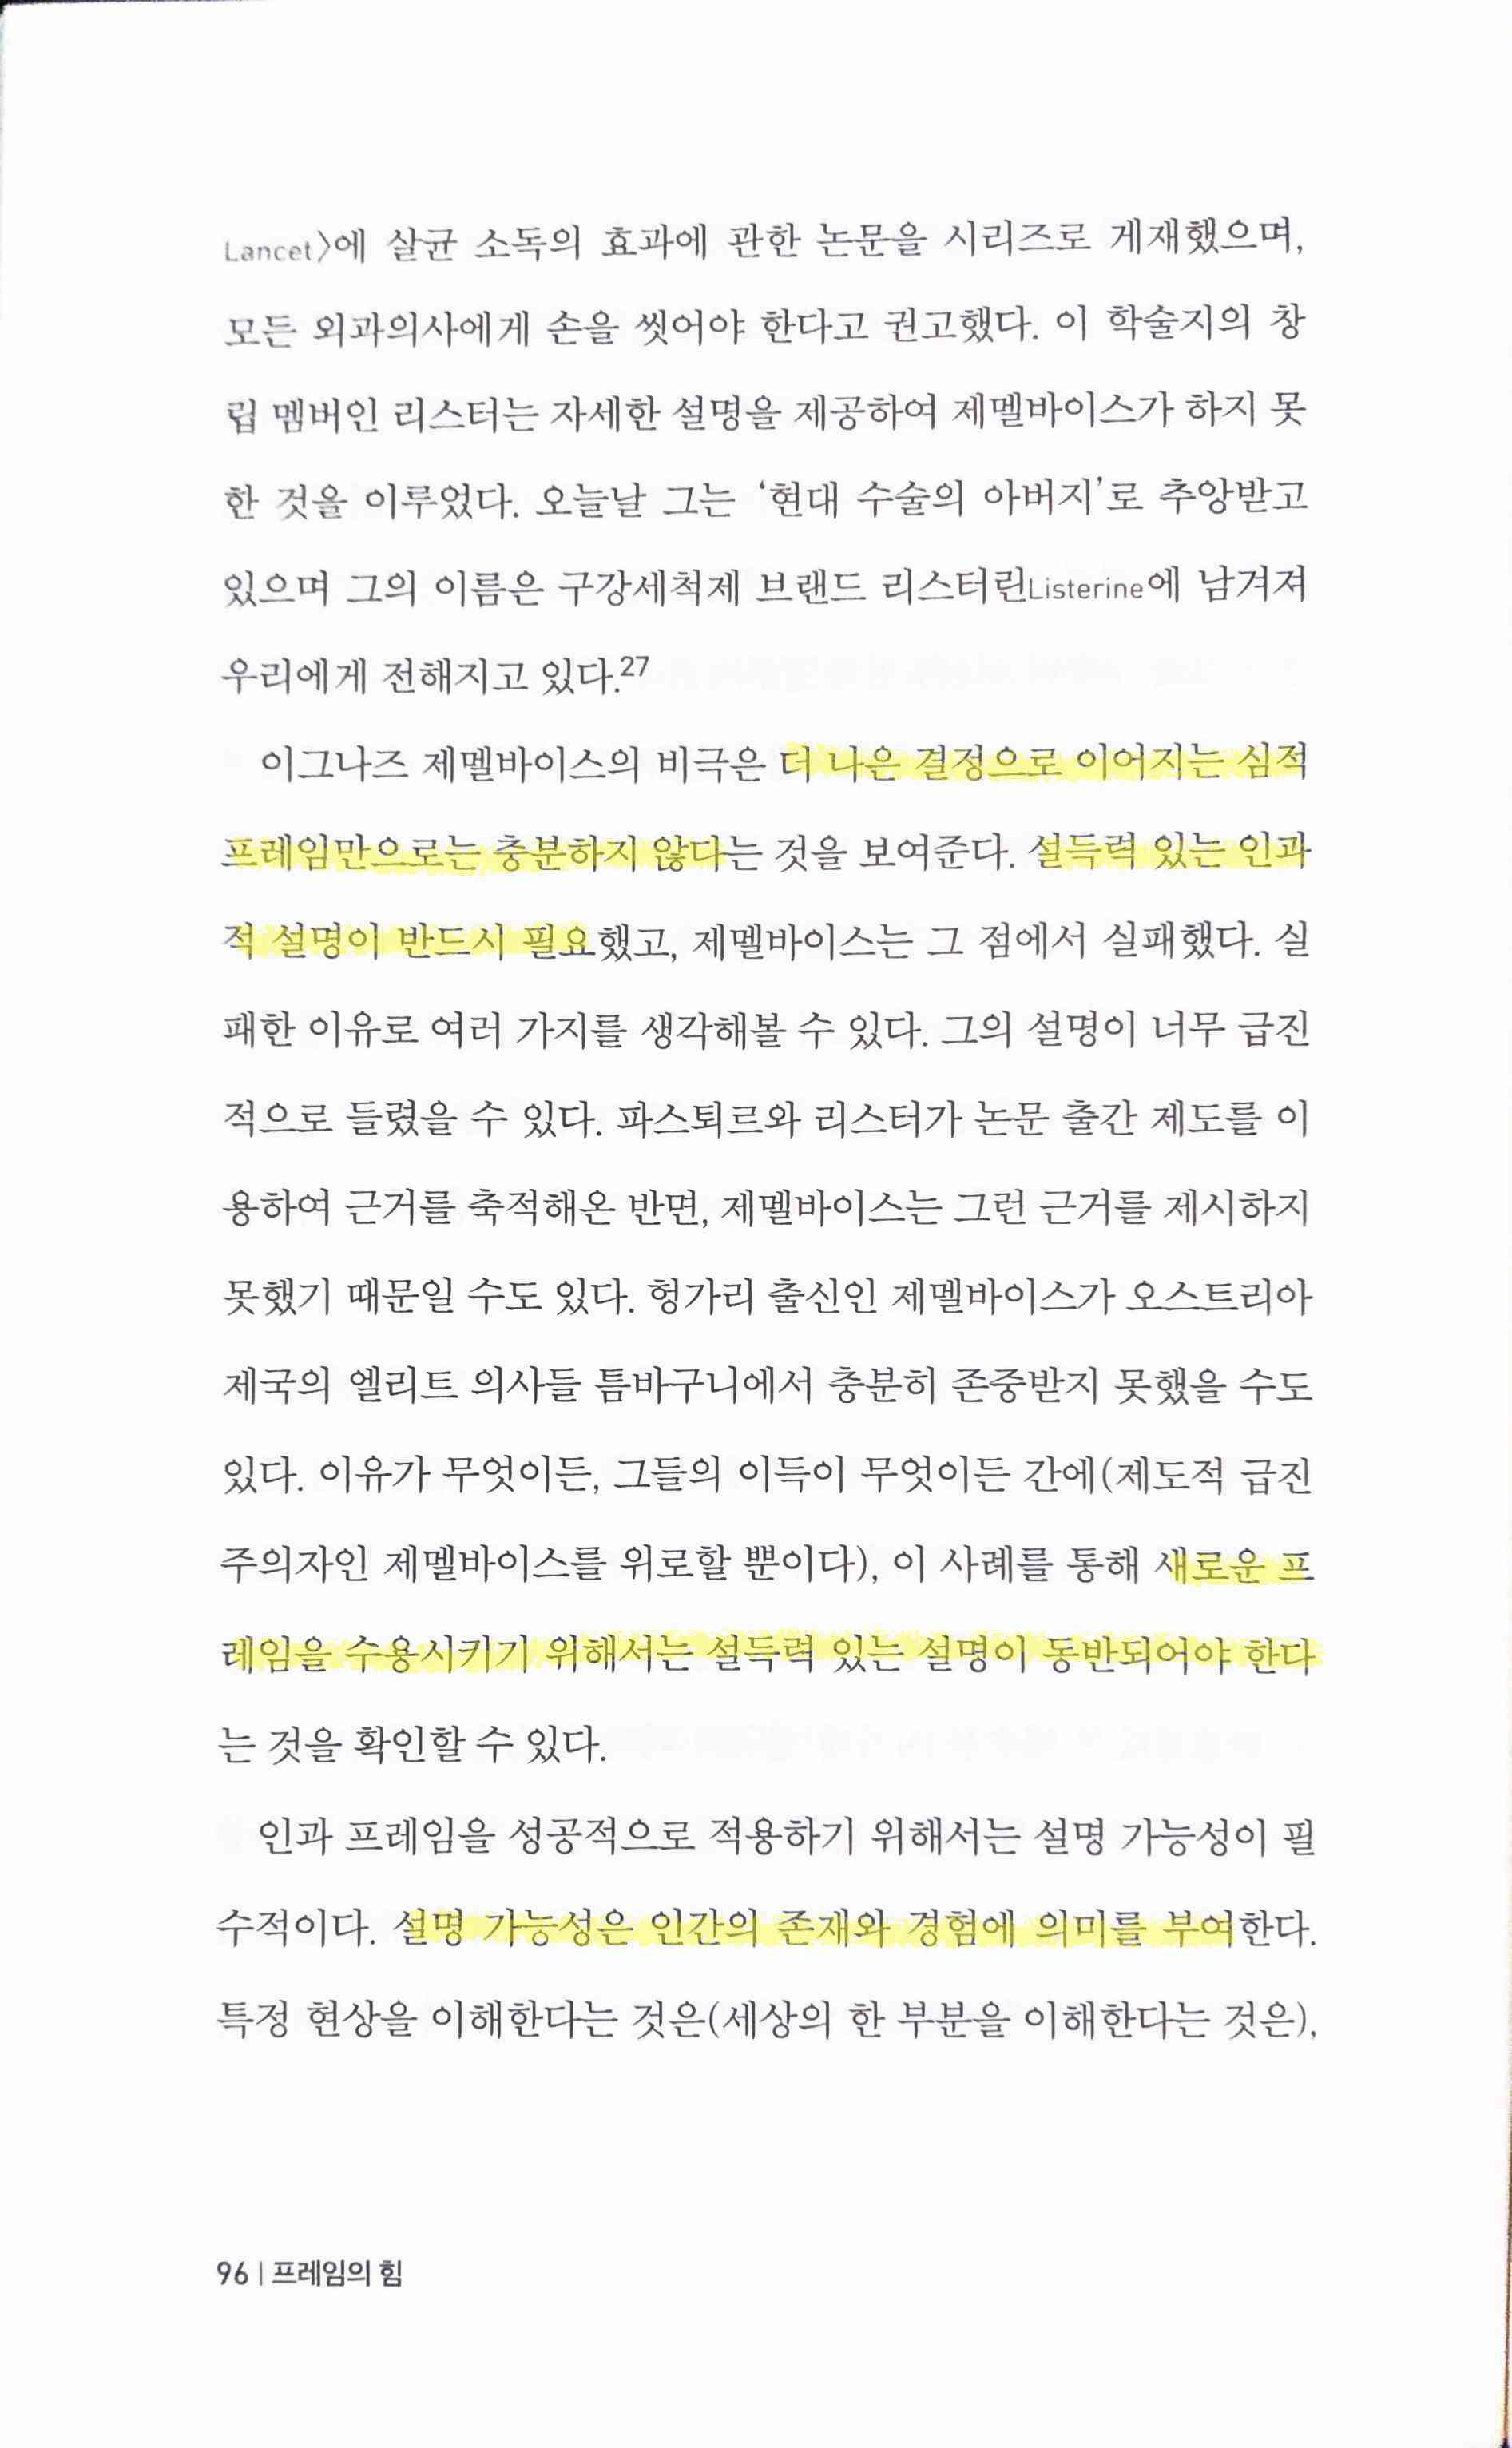 Lancet〉에 살균 소독의 효과에 관한 논문을 시리즈로 게재했으며,
모든 외과의사에게 손을 씻어야 한다고 권고했다. 이 학술지의 창
립 멤버인 리스터는 자세한 설명을 제공하여 제멜바이스가 하지 못
한 것을 이루었다. 오늘날 그는 ‘현대 수술의 아버지’로 추앙받고
있으며 그의 이름은 구강세척제 브랜드 리스터린Listerine에 남겨져
우리에게 전해지고 있다.27
이그나즈 제멜바이스의 비극은 더 나은 결정으로 이어지는 심적
프레임만으로는 충분하지 않다는 것을 보여준다. 설득력 있는 인과
적 설명이 반드시 필요했고, 제멜바이스는 그 점에서 실패했다. 실
패한 이유로 여러 가지를 생각해볼 수 있다. 그의 설명이 너무 급진
적으로 들렸을 수 있다. 파스퇴르와 리스터가 논문 출간 제도를 이
용하여 근거를 축적해온 반면, 제멜바이스는 그런 근거를 제시하지
못했기 때문일 수도 있다. 헝가리 출신인 제멜바이스가 오스트리아
제국의 엘리트 의사들 틈바구니에서 충분히 존중받지 못했을 수도
있다. 이유가 무엇이든, 그들의 이득이 무엇이든 간에(제도적 급진
주의자인 제멜바이스를 위로할 뿐이다), 이 사례를 통해 새로운 프
레임을 수용시키기 위해서는 설득력 있는 설명이 동반되어야 한다
는 것을 확인할 수 있다.
인과 프레임을 성공적으로 적용하기 위해서는 설명 가능성이 필
수적이다. 설명 가능성은 인간의 존재와 경험에 의미를 부여한다.
특정 현상을 이해한다는 것은(세상의 한 부분을 이해한다는 것은),
96 | 프레임의 힘